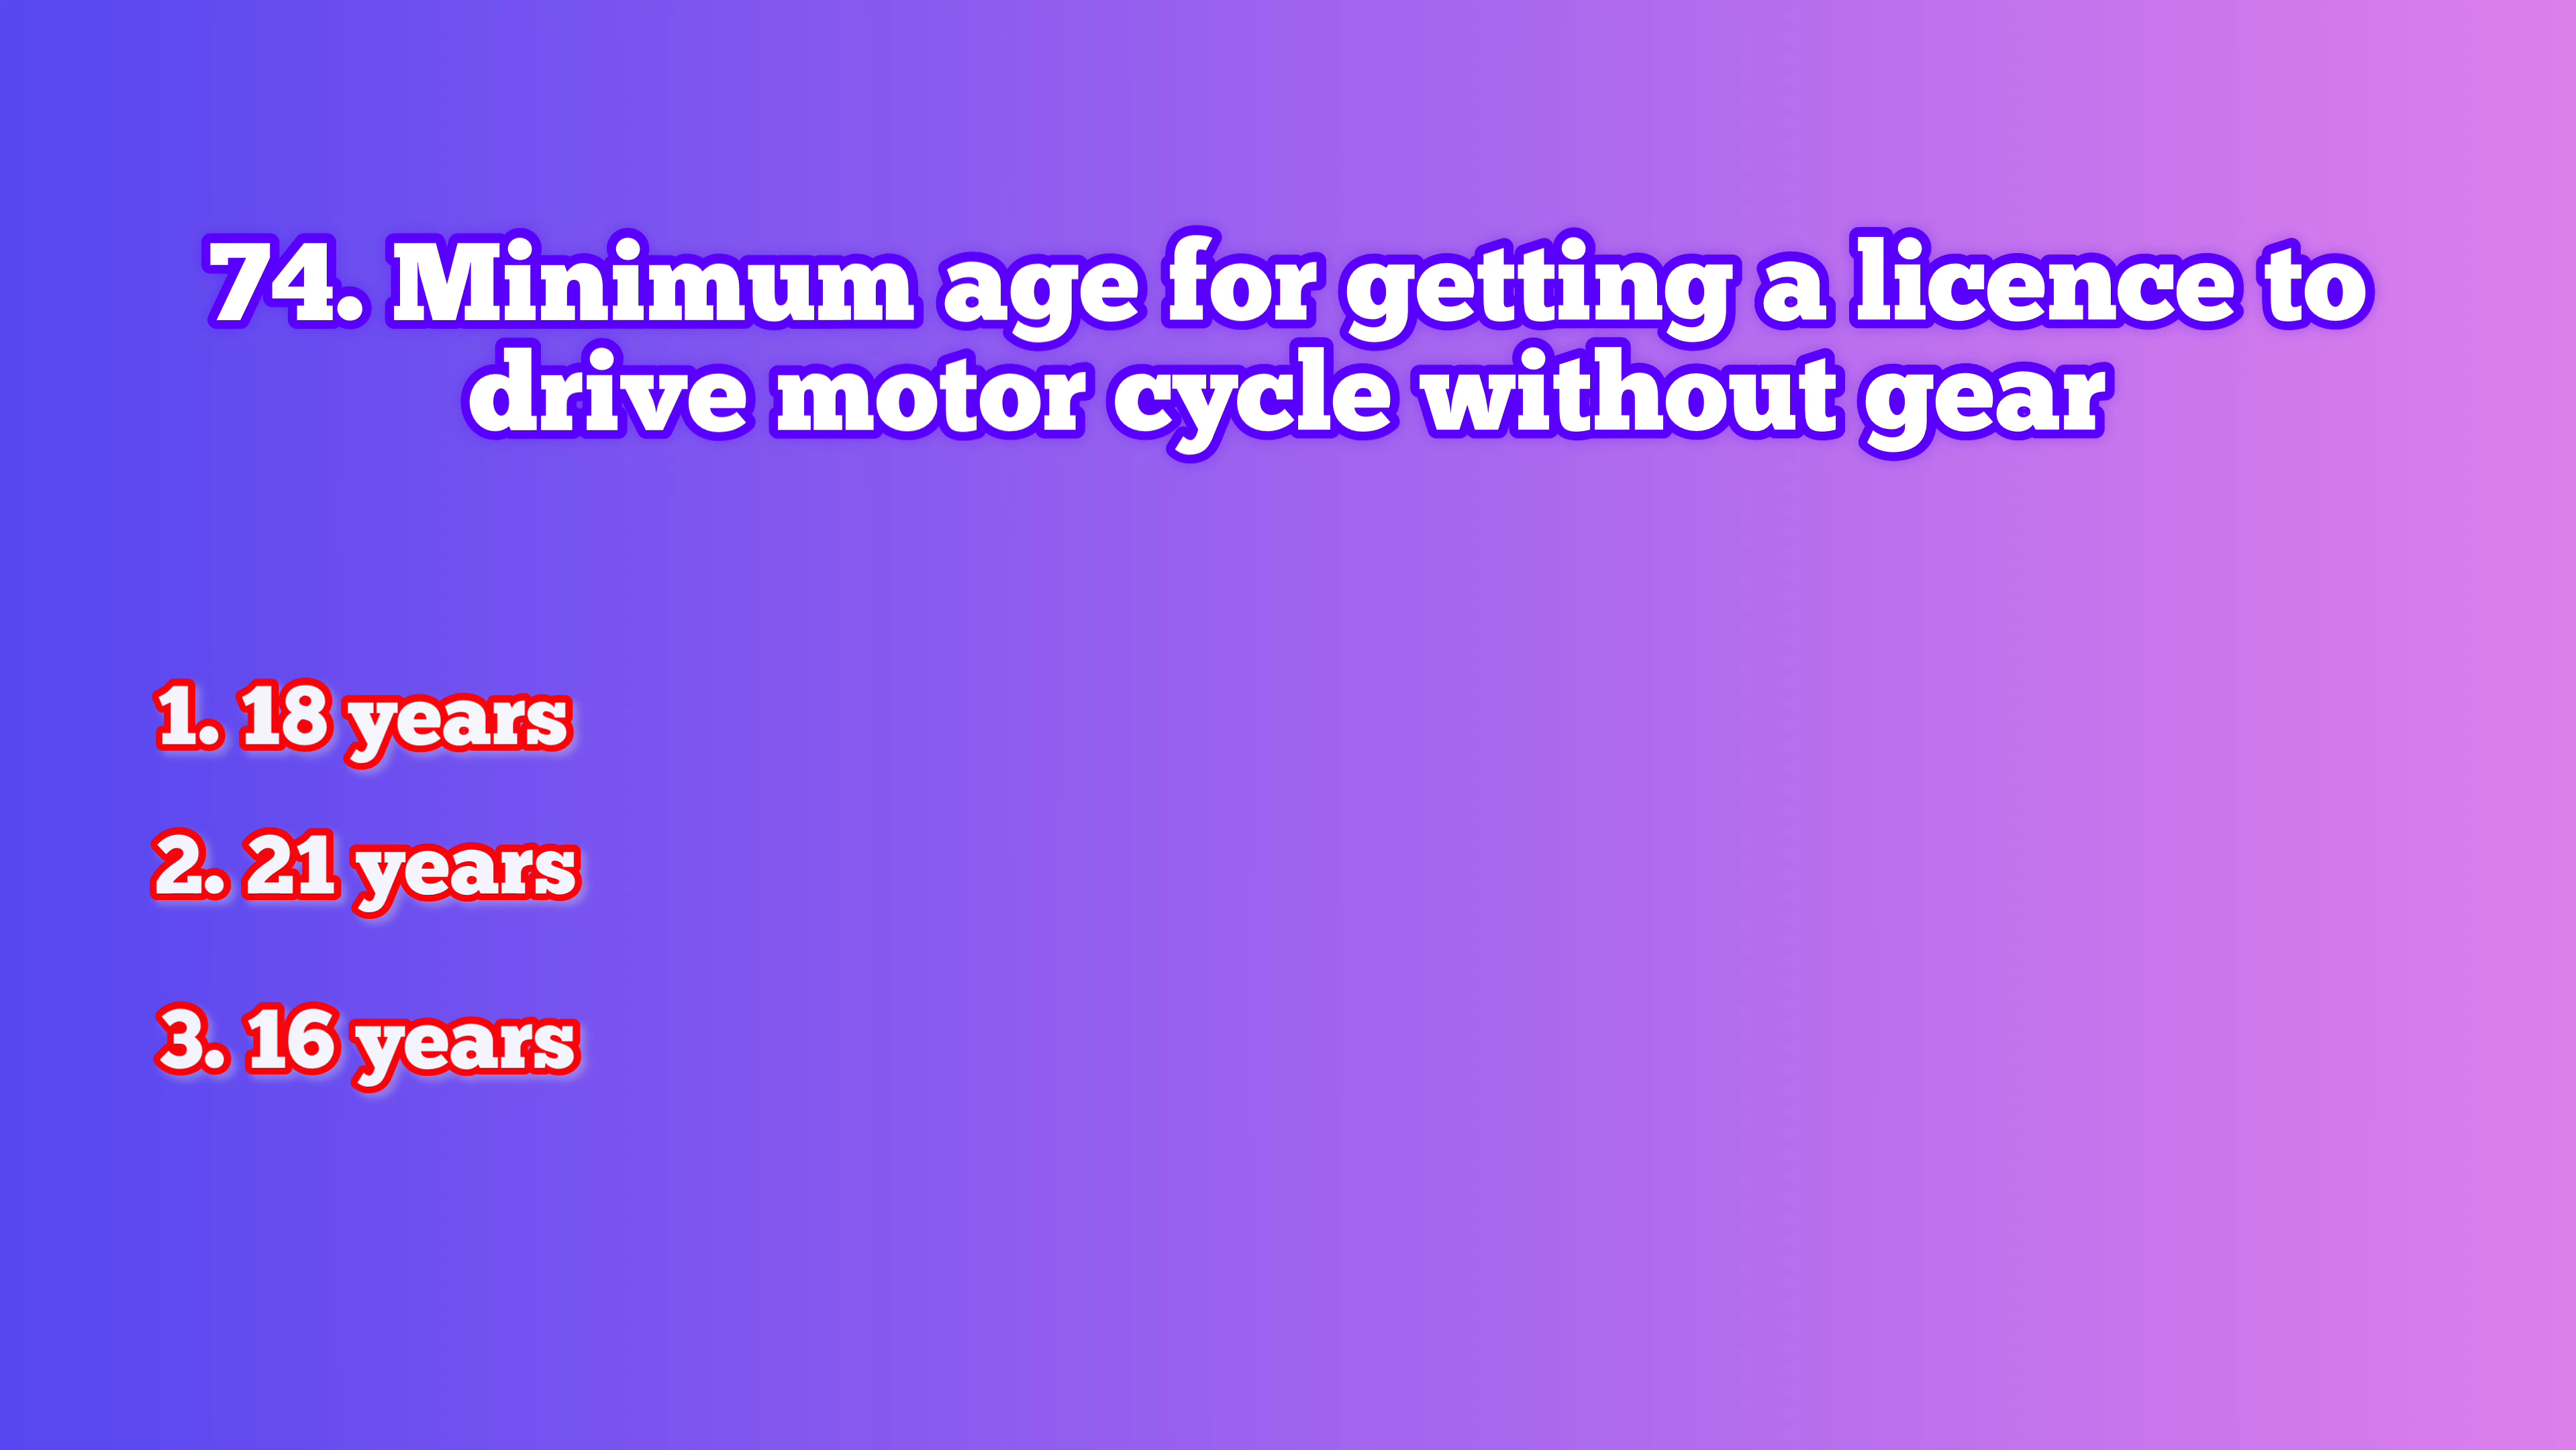 74. Minimum age for getting a licence to
drive motor cycle without gear
1. 18 years
2. 21 years
3. 16 years